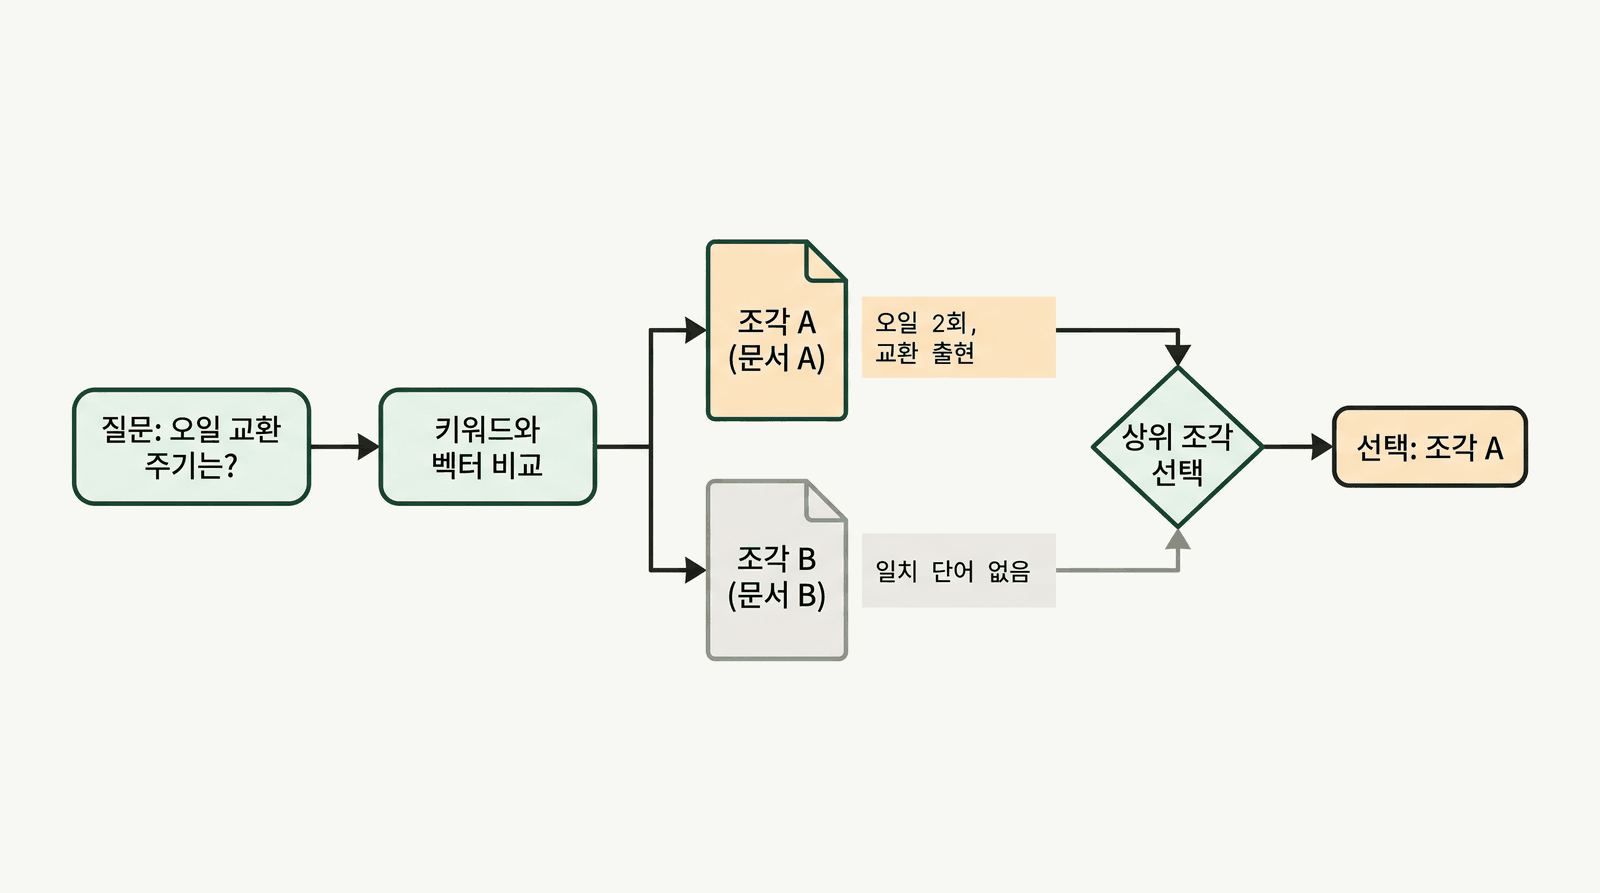 질문: 오일 교환
주기는?
키워드와
벡터 비교
조각 A
(문서 A)
오일 2회,
교환 출현
조각 B
(문서 B)
일치 단어 없음
상위 조각
선택
선택: 조각 A